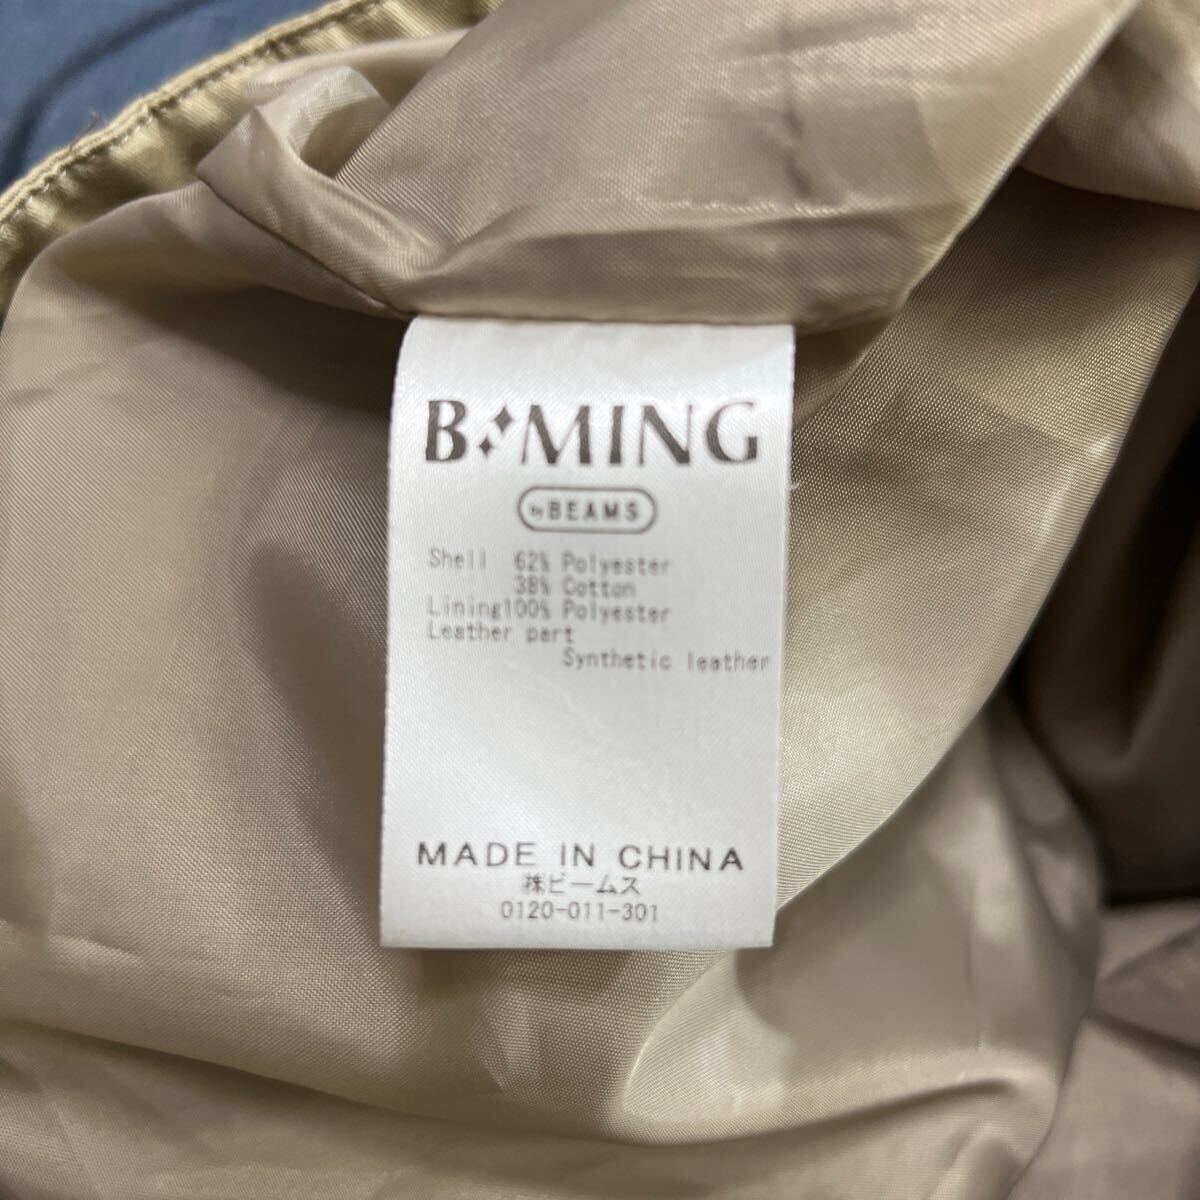 B:MING
by BEAMS
Shell 62% Polyester
38% Cotton
Lining100% Polyester
Leather part
Synthetic leather
MADE IN CHINA
㈱ビームス
0120-011-301